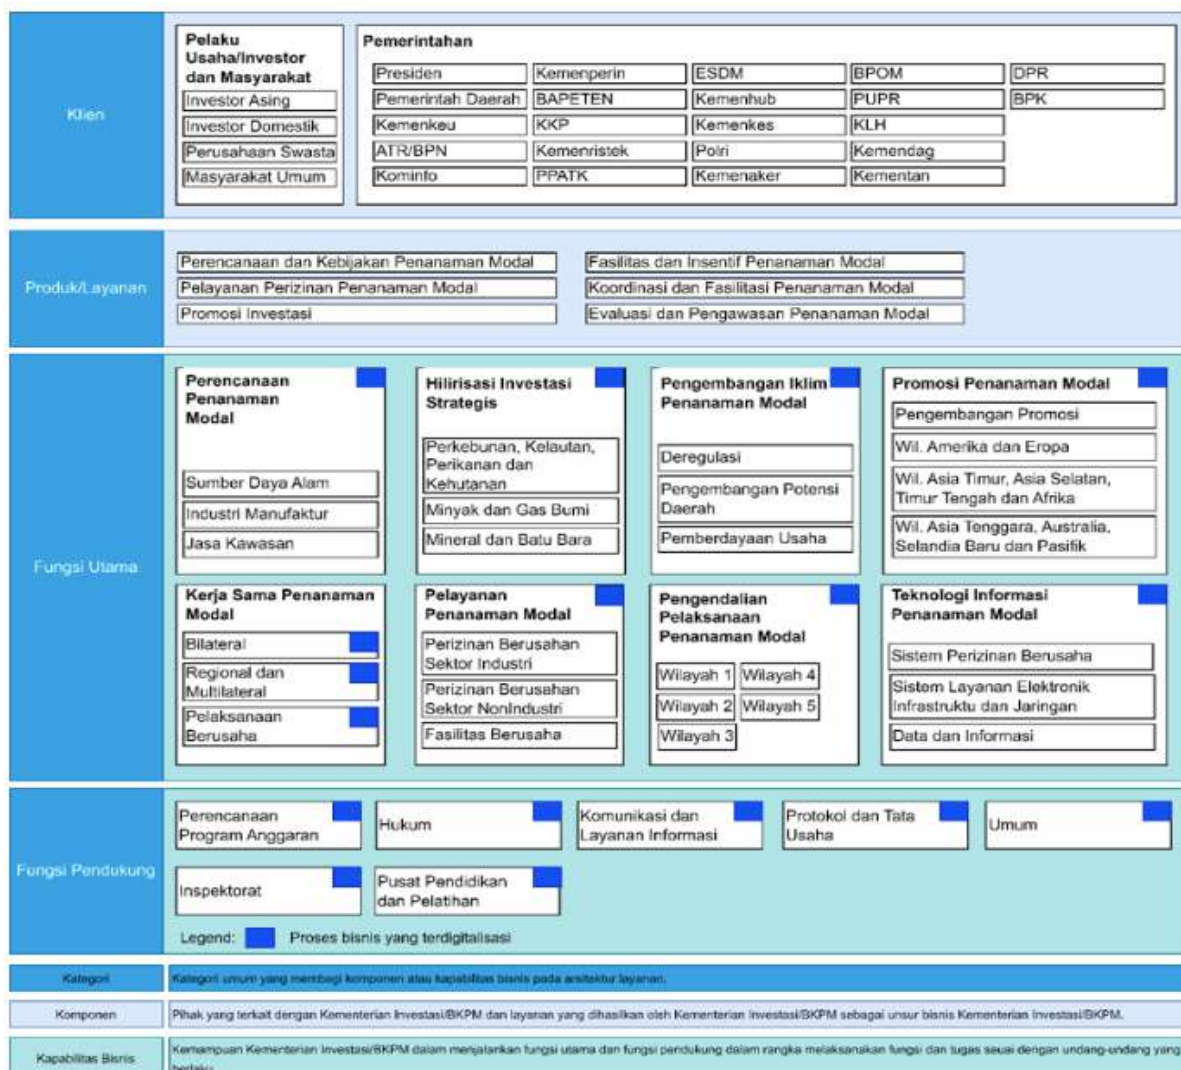 Klien
Pelaku
Usaha/Investor
dan Masyarakat
Investor Asing
Investor Domestik
Perusahaan Swasta
Masyarakat Umum
Pemerintahan
Presiden
Kemenperin
ESDM
BPOM
DPR
Pemerintah Daerah
BAPETEN
Kemenhub
PUPR
BPK
Kemenkeu
KKP
Kemenkes
KLH
ATR/BPN
Kemenristek
Polri
Kemendag
Kominfo
PPATK
Kemenaker
Kementan
Produk/Layanan
Perencanaan dan Kebijakan Penanaman Modal
Pelayanan Perizinan Penanaman Modal
Promosi Investasi
Fasilitas dan Insentif Penanaman Modal
Koordinasi dan Fasilitasi Penanaman Modal
Evaluasi dan Pengawasan Penanaman Modal
Fungsi Utama
Perencanaan
Penanaman
Modal
Sumber Daya Alam
Industri Manufaktur
Jasa Kawasan
Hilirisasi Investasi
Strategis
Perkebunan, Kelautan,
Perikanan dan
Kehutanan
Minyak dan Gas Bumi
Mineral dan Batu Bara
Pengembangan Iklim
Penanaman Modal
Deregulasi
Pengembangan Potensi
Daerah
Pemberdayaan Usaha
Promosi Penanaman Modal
Pengembangan Promosi
Wil. Amerika dan Eropa
Wil. Asia Timur, Asia Selatan,
Timur Tengah dan Afrika
Wil. Asia Tenggara, Australia,
Selandia Baru dan Pasifik
Kerja Sama Penanaman
Modal
Bilateral
Regional dan
Multilateral
Pelaksanaan
Berusaha
Pelayanan
Penanaman Modal
Perizinan Berusahan
Sektor Industri
Perizinan Berusahan
Sektor NonIndustri
Fasilitas Berusaha
Pengendalian
Pelaksanaan
Penanaman Modal
Wilayah 1
Wilayah 4
Wilayah 2
Wilayah 5
Wilayah 3
Teknologi Informasi
Penanaman Modal
Sistem Perizinan Berusaha
Sistem Layanan Elektronik
Infrastruktu dan Jaringan
Data dan Informasi
Fungsi Pendukung
Perencanaan
Program Anggaran
Hukum
Komunikasi dan
Layanan Informasi
Protokol dan Tata
Usaha
Umum
Inspektorat
Pusat Pendidikan
dan Pelatihan
Legend:
Proses bisnis yang terdigitalisasi
Kategori
Kategori umum yang membagi komponen atau kapabilitas bisnis pada arsitektur layanan.
Komponen
Pihak yang terkait dengan Kementerian Investasi/BKPM dan layanan yang dihasilkan oleh Kementerian Investasi/BKPM sebagai unsur bisnis Kementerian Investasi/BKPM.
Kapabilitas Bisnis
Kemampuan Kementerian Investasi/BKPM dalam menjalankan fungsi utama dan fungsi pendukung dalam rangka melaksanakan fungsi dan tugas sesuai dengan undang-undang yang
berlaku.